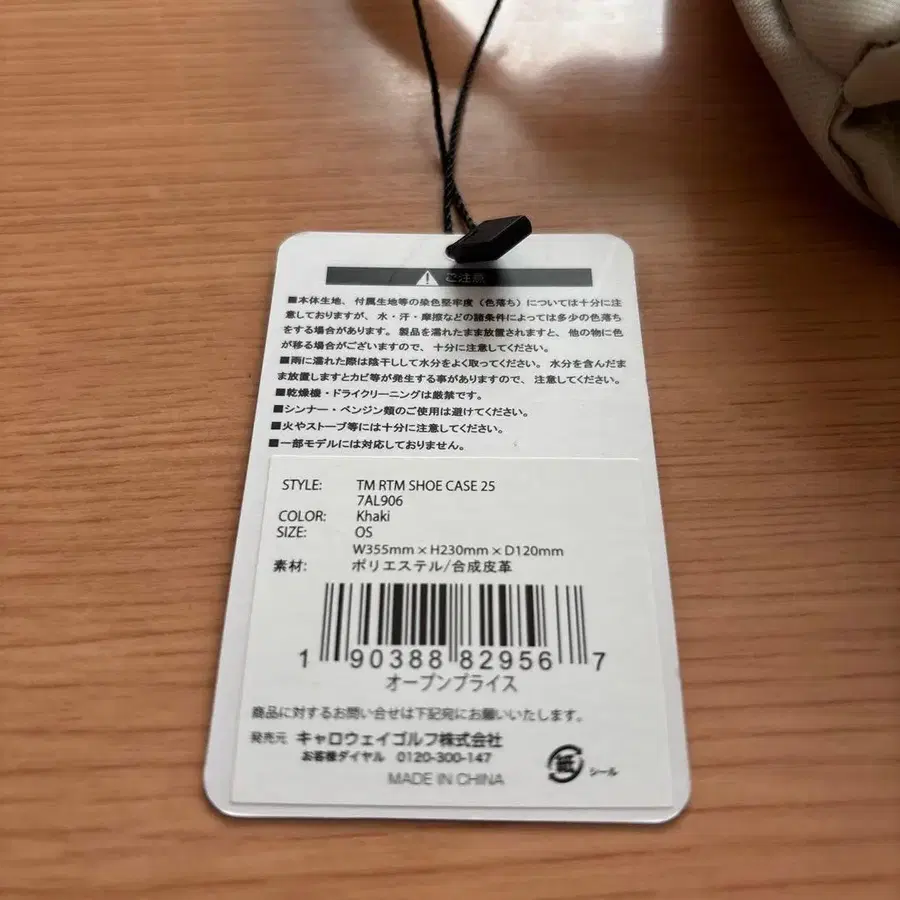 ご注意
■本体生地、付属生地等の染色堅牢度（色落ち）については十分に注
意しておりますが、水・汗・摩擦などの諸条件によっては多少の色落ち
をする場合があります。製品を濡れたまま放置されますと、他の物に色
が移る場合がございますので、十分に注意してください。
■雨に濡れた際は陰干しして水分をよく取ってください。水分を含んだま
ま放置しますとカビ等が発生する事がありますので、注意してください。
■乾燥機・ドライクリーニングは厳禁です。
■シンナー・ベンジン類のご使用は避けてください。
■火やストーブ等には十分に注意してください。
■一部モデルには対応しておりません。
STYLE: TM RTM SHOE CASE 25
7AL906
COLOR: Khaki
SIZE: OS
W355mm×H230mm×D120mm
素材: ポリエステル/合成皮革
1 90388 82956 7
オープンプライス
商品に対するお問い合せは下記宛にお願いいたします。
発売元 キャロウェイゴルフ株式会社
お客様ダイヤル 0120-300-147
MADE IN CHINA
紙 シール